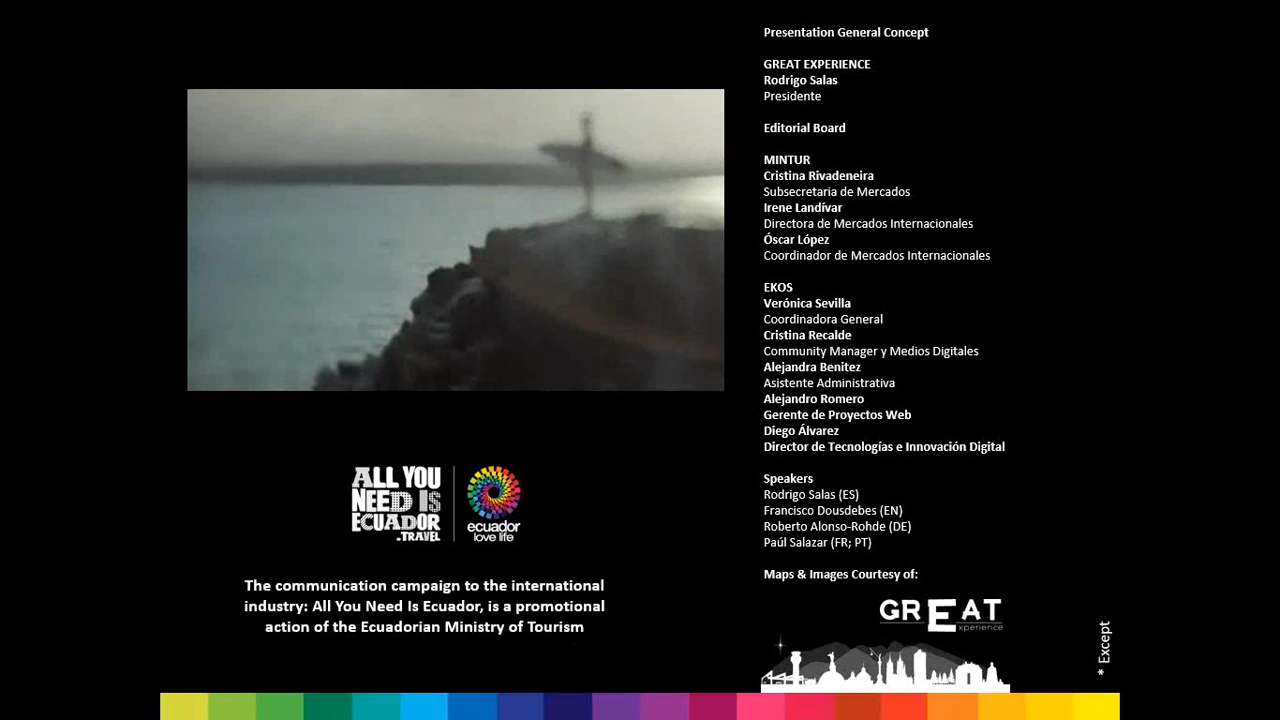 Presentation General Concept
GREAT EXPERIENCE
Rodrigo Salas
Presidente
Editorial Board
MINTUR
Cristina Rivadeneira
Subsecretaria de Mercados
Irene Landívar
Directora de Mercados Internacionales
Óscar López
Coordinador de Mercados Internacionales
EKOS
Verónica Sevilla
Coordinadora General
Cristina Recalde
Community Manager y Medios Digitales
Alejandra Benitez
Asistente Administrativa
Alejandro Romero
Gerente de Proyectos Web
Diego Álvarez
Director de Tecnologías e Innovación Digital
Speakers
Rodrigo Salas (ES)
Francisco Dousdebes (EN)
Roberto Alonso-Rohde (DE)
Paúl Salazar (FR; PT)
Maps & Images Courtesy of:
GREAT
xperience
* Except
ALL YOU
NEED IS
ECUADOR
.TRAVEL
ecuador
love life
The communication campaign to the international
industry: All You Need Is Ecuador, is a promotional
action of the Ecuadorian Ministry of Tourism